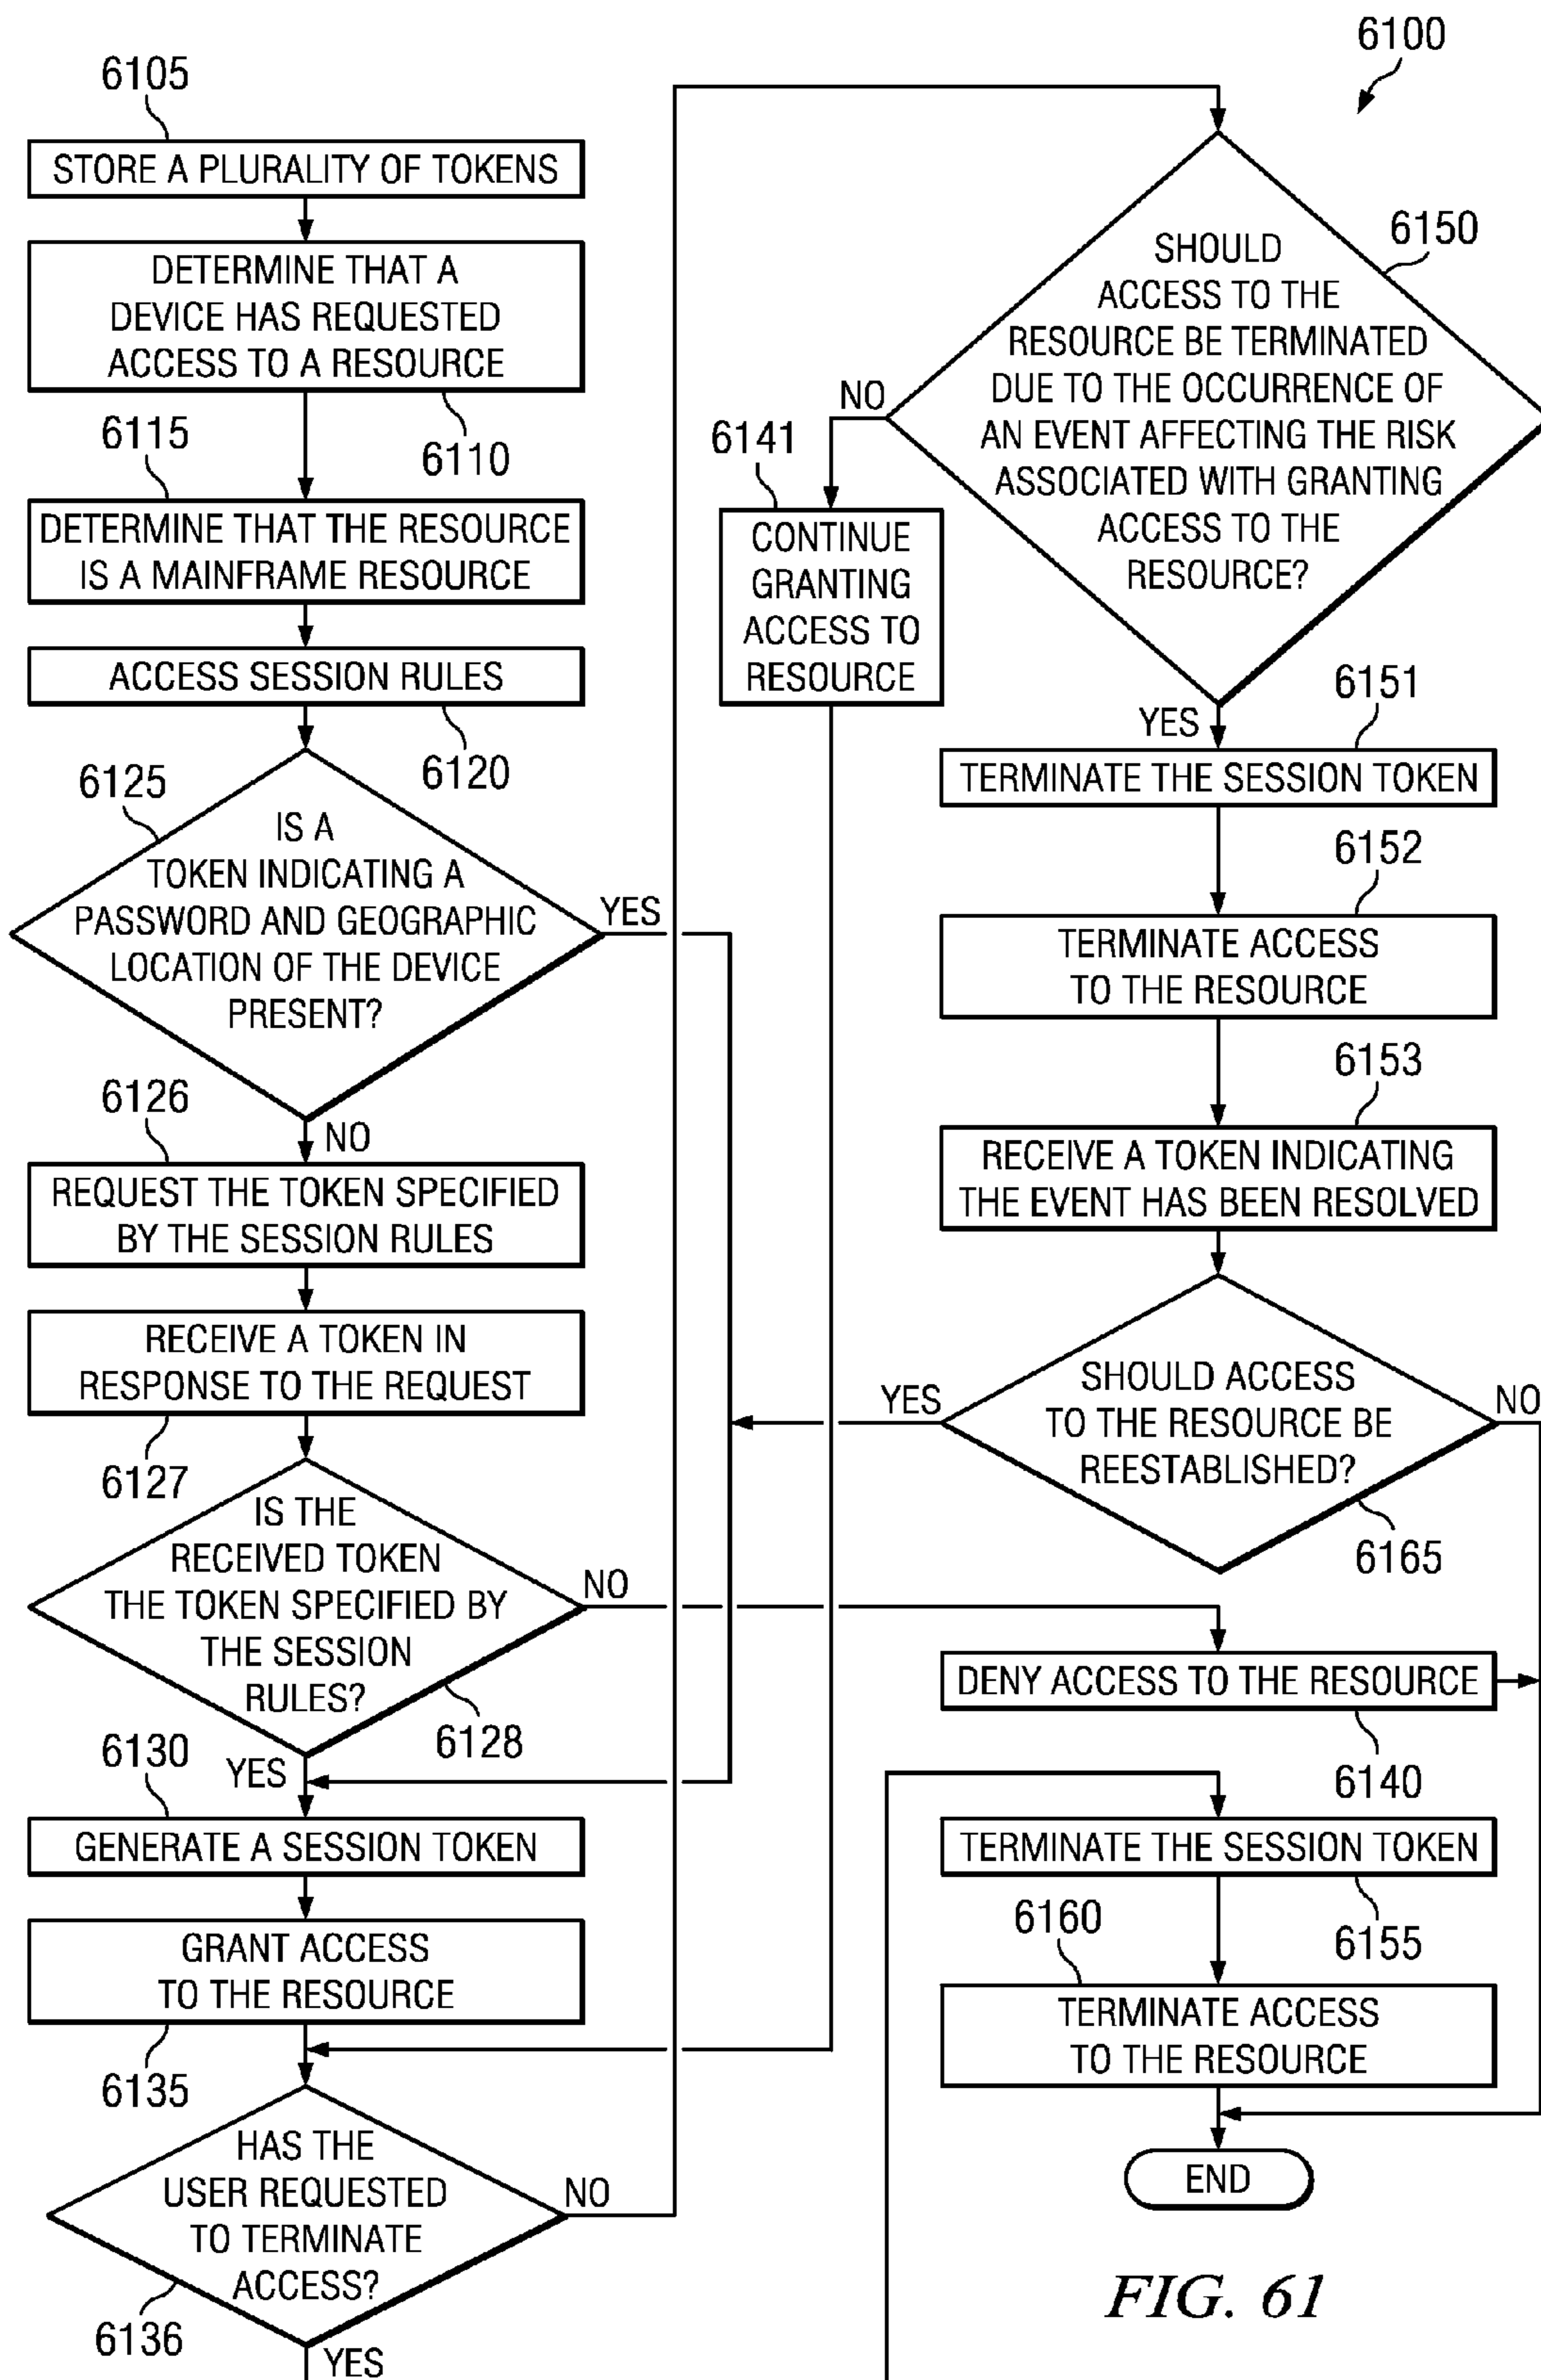 6100
6105
STORE A PLURALITY OF TOKENS
DETERMINE THAT A
DEVICE HAS REQUESTED
ACCESS TO A RESOURCE
6110
6115
DETERMINE THAT THE RESOURCE
IS A MAINFRAME RESOURCE
ACCESS SESSION RULES
6120
6125
IS A
TOKEN INDICATING A
PASSWORD AND GEOGRAPHIC
LOCATION OF THE DEVICE
PRESENT?
YES
NO
6126
REQUEST THE TOKEN SPECIFIED
BY THE SESSION RULES
RECEIVE A TOKEN IN
RESPONSE TO THE REQUEST
6127
IS THE
RECEIVED TOKEN
THE TOKEN SPECIFIED BY
THE SESSION
RULES?
NO
6128
YES
6130
GENERATE A SESSION TOKEN
GRANT ACCESS
TO THE RESOURCE
6135
HAS THE
USER REQUESTED
TO TERMINATE
ACCESS?
NO
6136
YES
6150
SHOULD
ACCESS TO THE
RESOURCE BE TERMINATED
DUE TO THE OCCURRENCE OF
AN EVENT AFFECTING THE RISK
ASSOCIATED WITH GRANTING
ACCESS TO THE
RESOURCE?
NO
6141
CONTINUE
GRANTING
ACCESS TO
RESOURCE
YES
6151
TERMINATE THE SESSION TOKEN
6152
TERMINATE ACCESS
TO THE RESOURCE
6153
RECEIVE A TOKEN INDICATING
THE EVENT HAS BEEN RESOLVED
SHOULD ACCESS
TO THE RESOURCE BE
REESTABLISHED?
YES
NO
6165
DENY ACCESS TO THE RESOURCE
6140
TERMINATE THE SESSION TOKEN
6155
6160
TERMINATE ACCESS
TO THE RESOURCE
END
FIG. 61